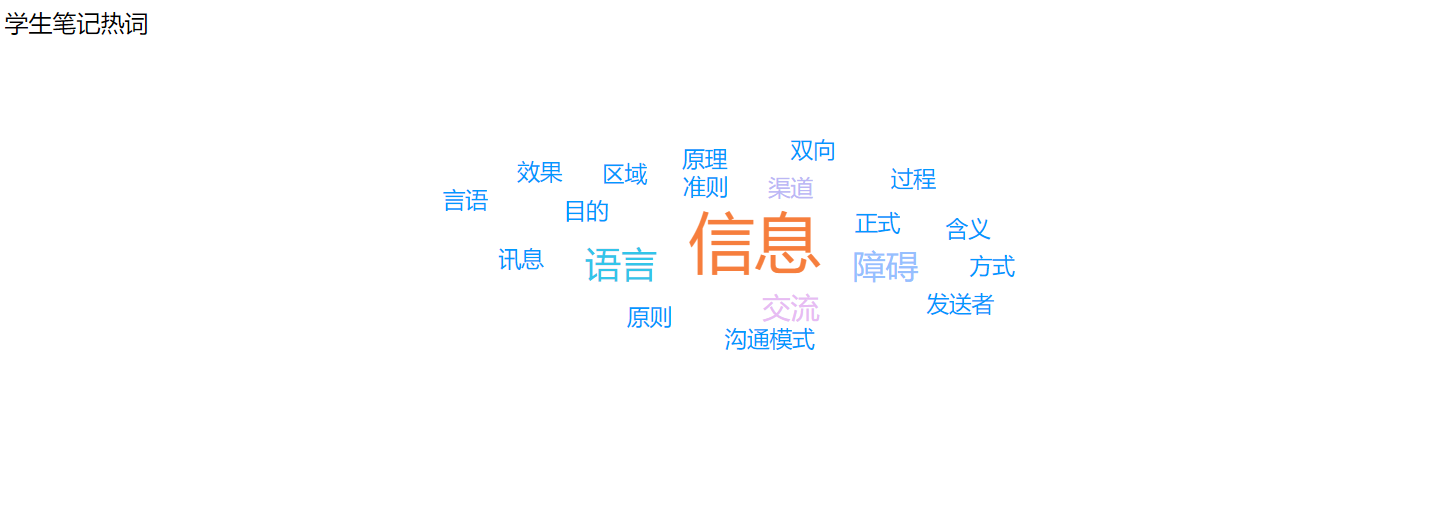 学生笔记热词
双向
原理
效果
区域
过程
准则
渠道
言语
目的
正式
含义
信息
讯息
语言
障碍
方式
发送者
交流
原则
沟通模式